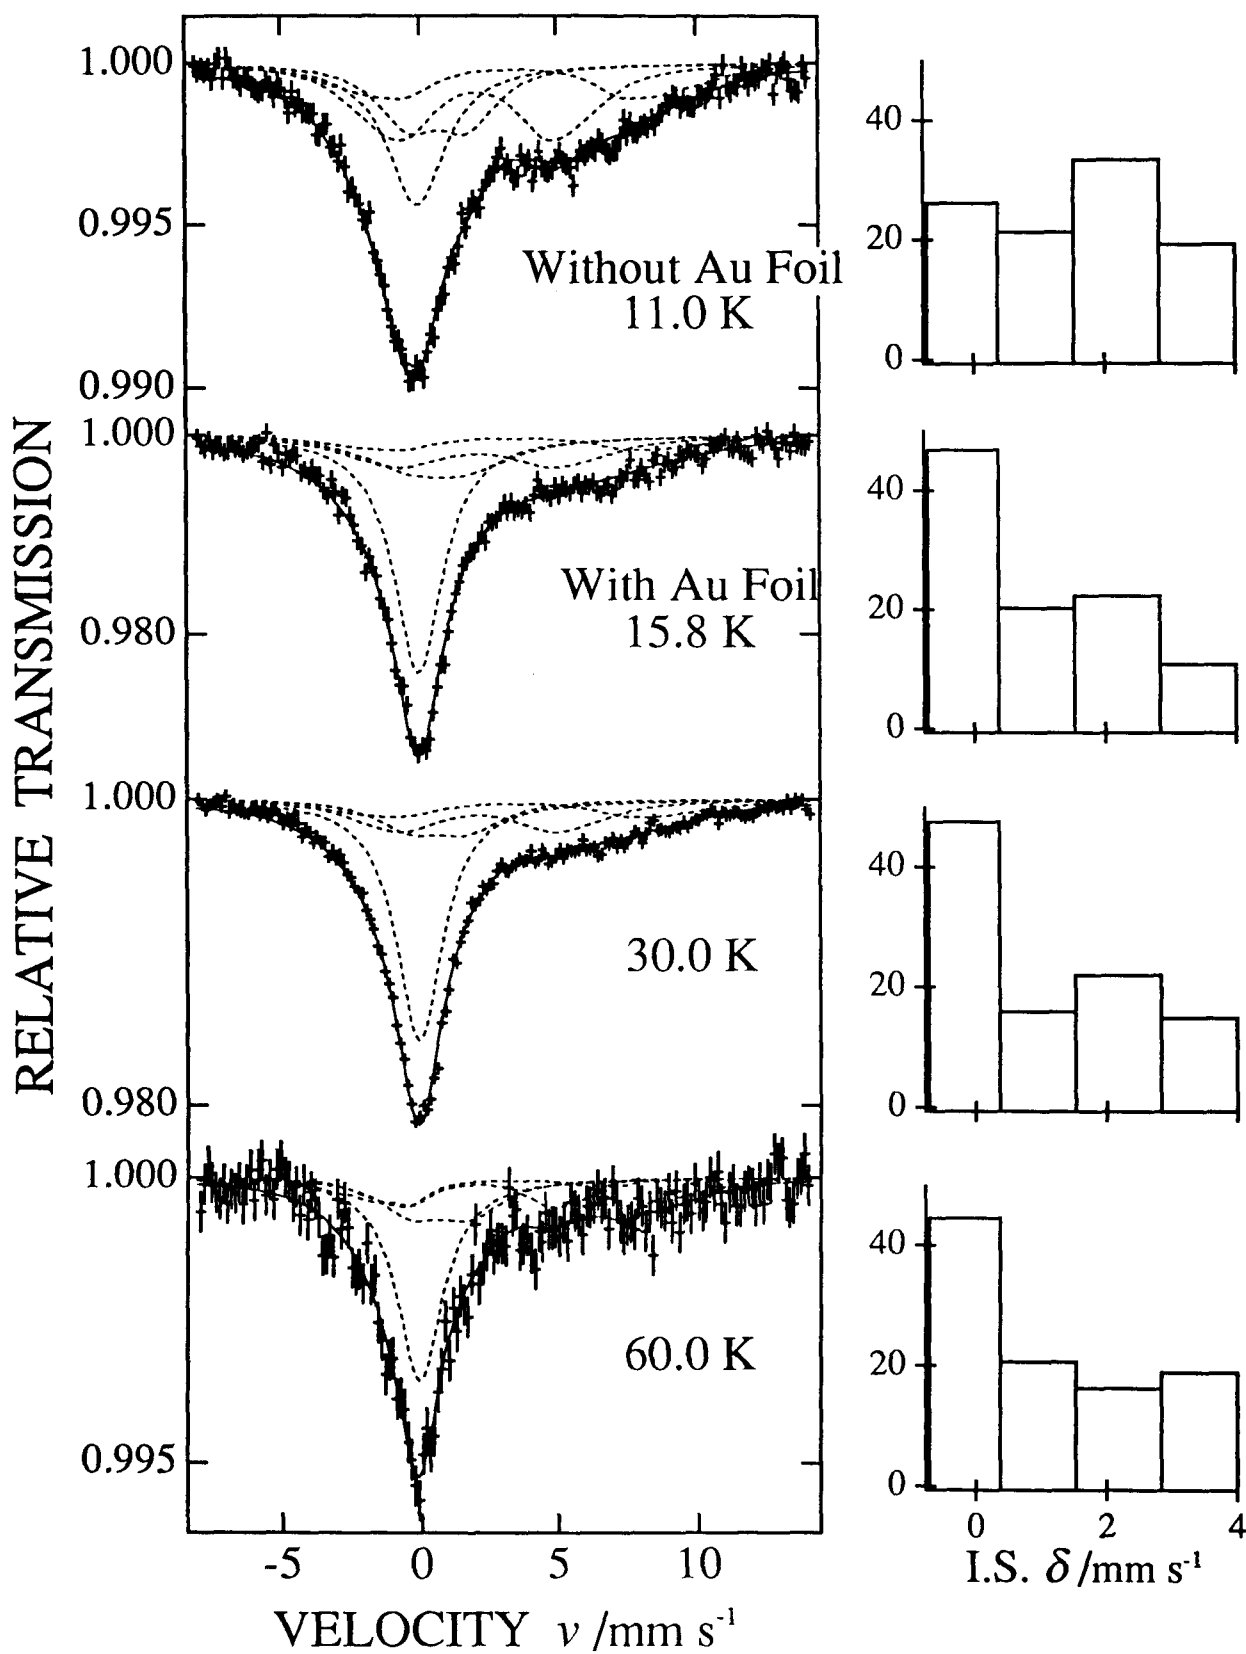 RELATIVE TRANSMISSION
1.000
0.995
0.990
Without Au Foil
11.0 K
40
20
0
1.000
0.980
With Au Foil
15.8 K
40
20
0
1.000
0.980
30.0 K
40
20
0
1.000
0.995
60.0 K
40
20
0
-5 0 5 10
VELOCITY v /mm s⁻¹
0 2 4
I.S. δ /mm s⁻¹